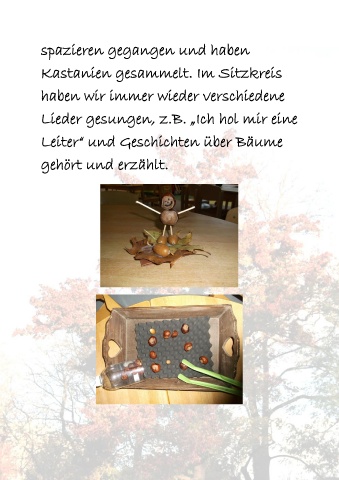 spazieren gegangen und haben
Kastanien gesammelt. Im Sitzkreis
haben wir immer wieder verschiedene
Lieder gesungen, z.B. „Ich hol mir eine
Leiter“ und Geschichten über Bäume
gehört und erzählt.